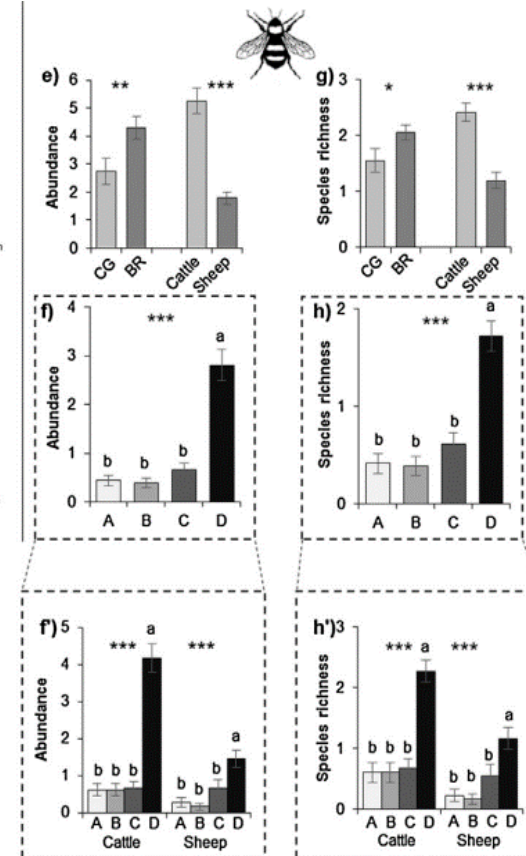 e)
Abundance
6
5
4
3
2
1
0
**
***
CG
BR
Cattle
Sheep
g)
Species richness
3
2
1
0
*
***
CG
BR
Cattle
Sheep
f)
Abundance
4
3
2
1
0
***
b
b
b
a
A
B
C
D
h)
Species richness
2
1
0
***
b
b
b
a
A
B
C
D
f')
Abundance
5
4
3
2
1
0
***
***
b b b a
b b b a
A B C D A B C D
Cattle Sheep
h')
Species richness
3
2
1
0
***
***
b b b a
b b b a
A B C D A B C D
Cattle Sheep